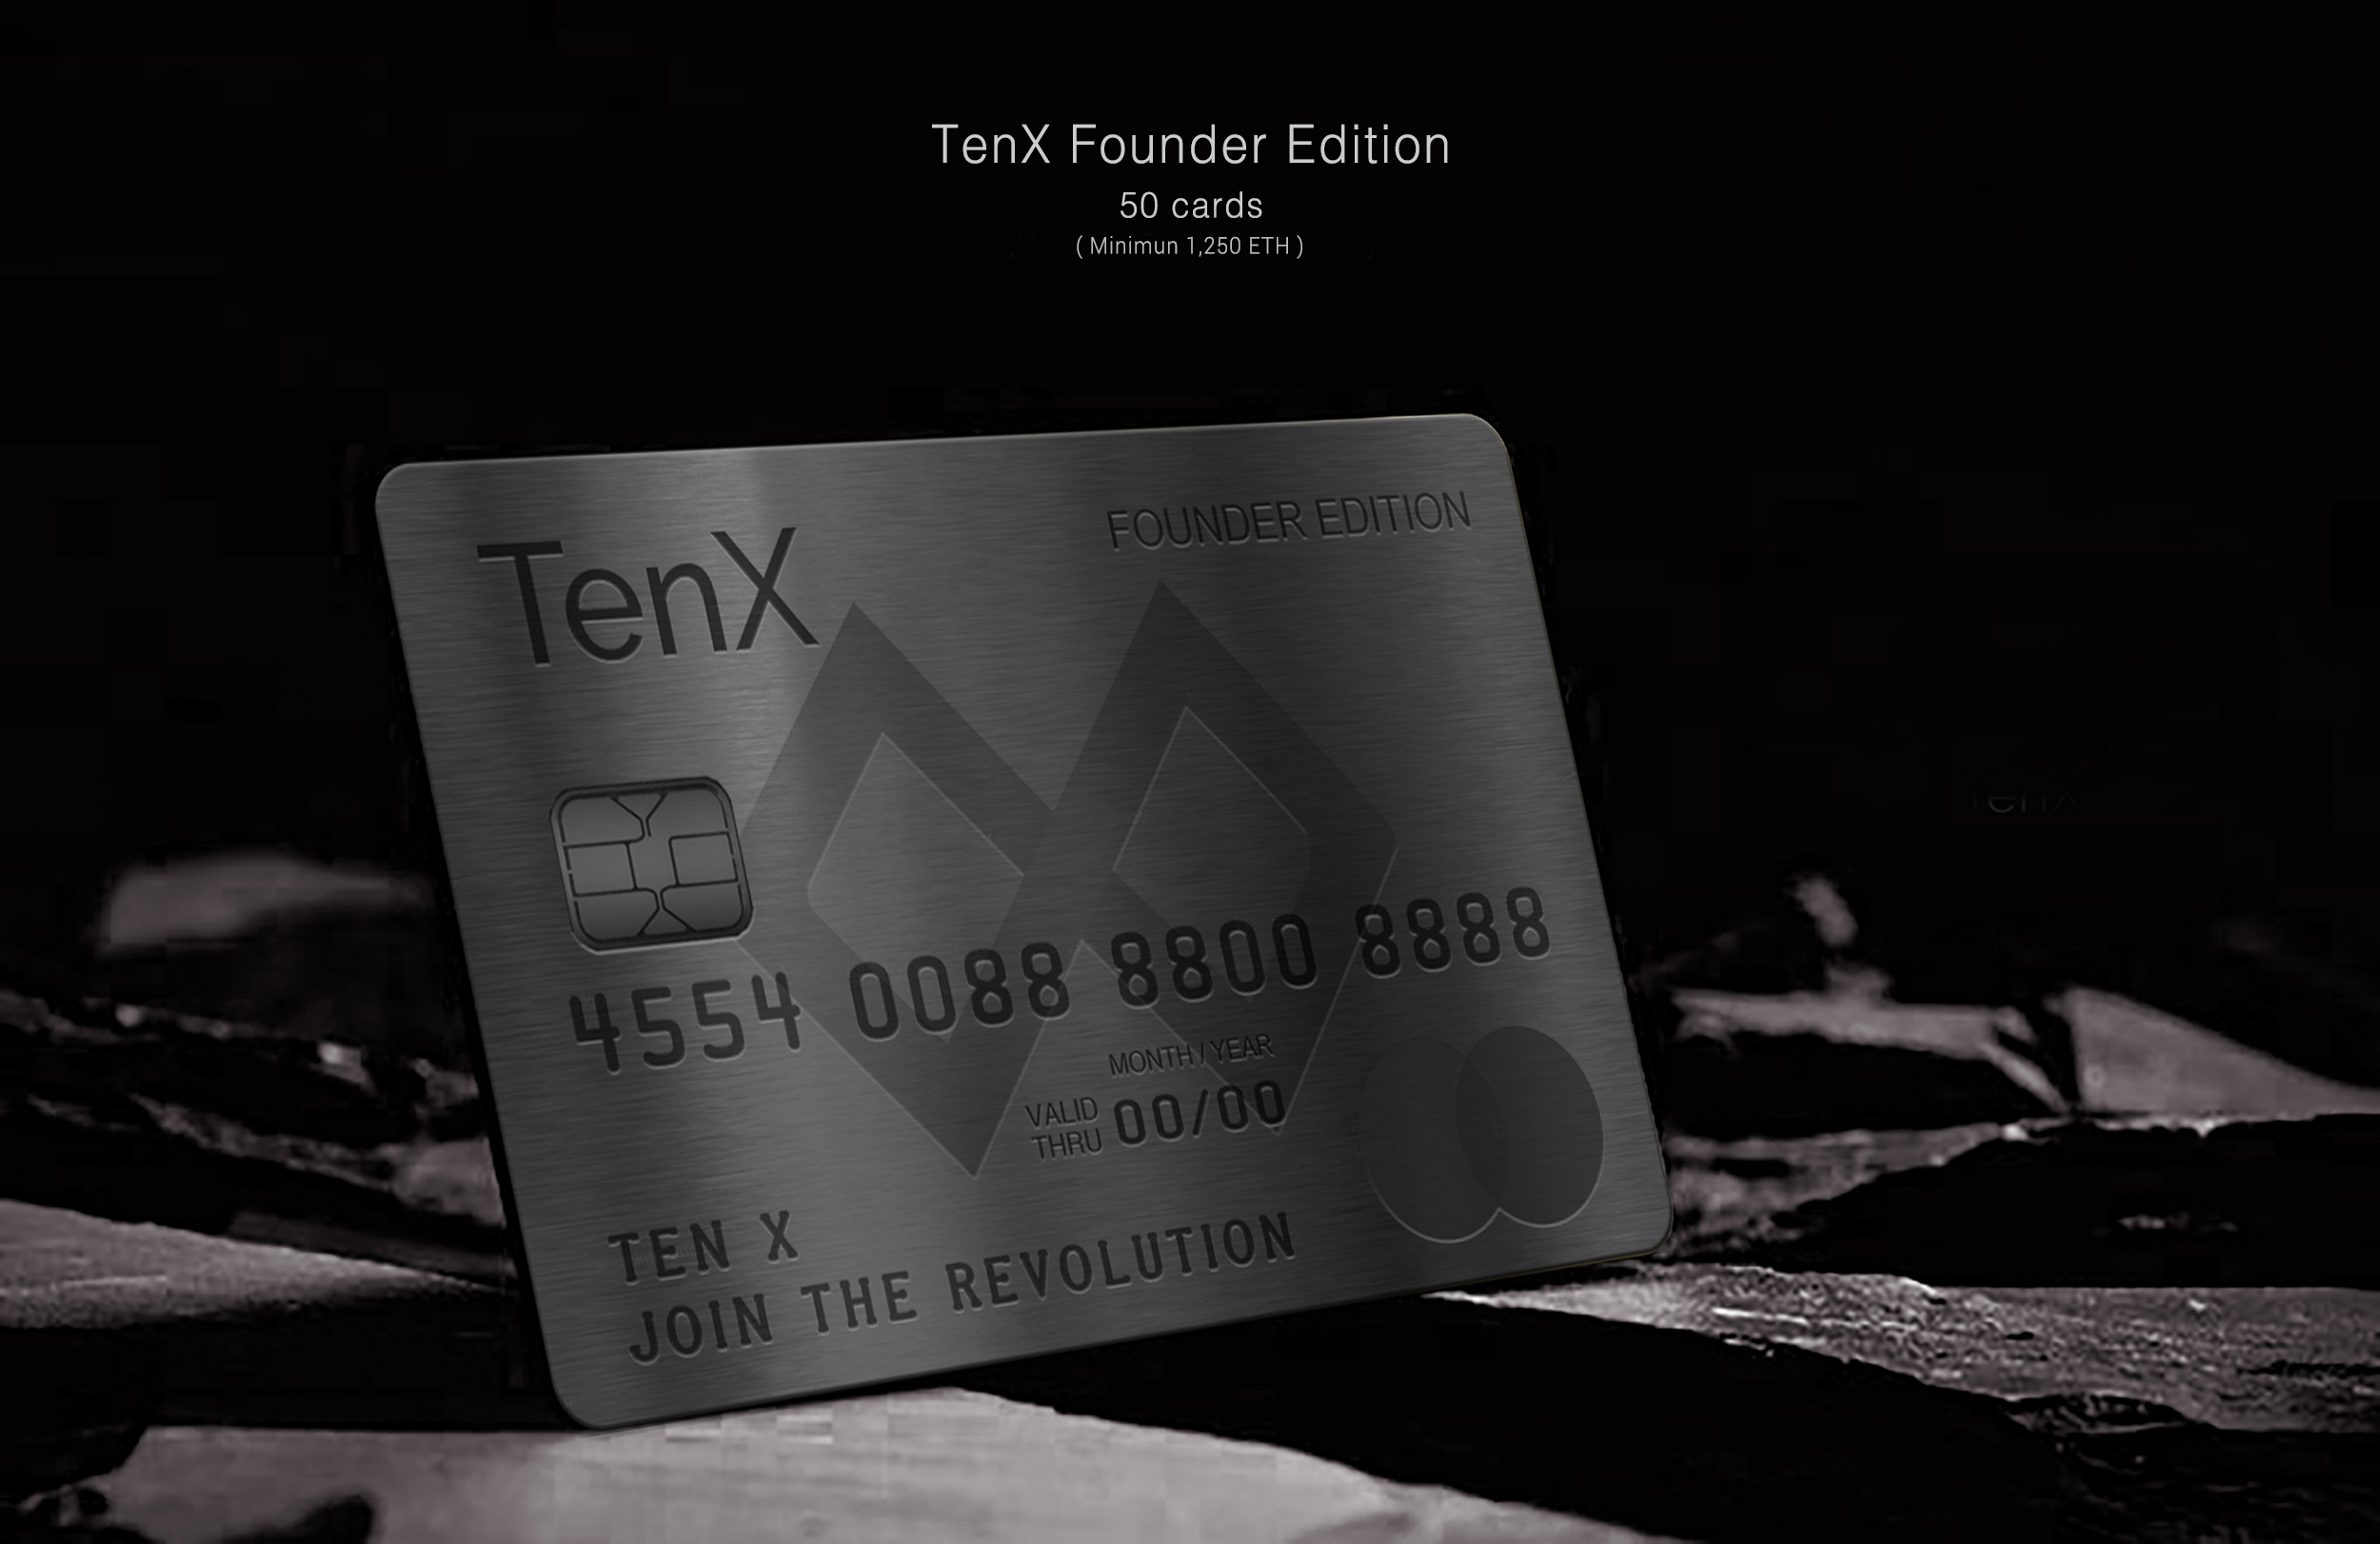 TenX Founder Edition
50 cards
( Minimun 1,250 ETH )
TenX
FOUNDER EDITION
4554 0088 8800 8888
MONTH / YEAR
VALID THRU 00/00
TEN X
JOIN THE REVOLUTION
TenX